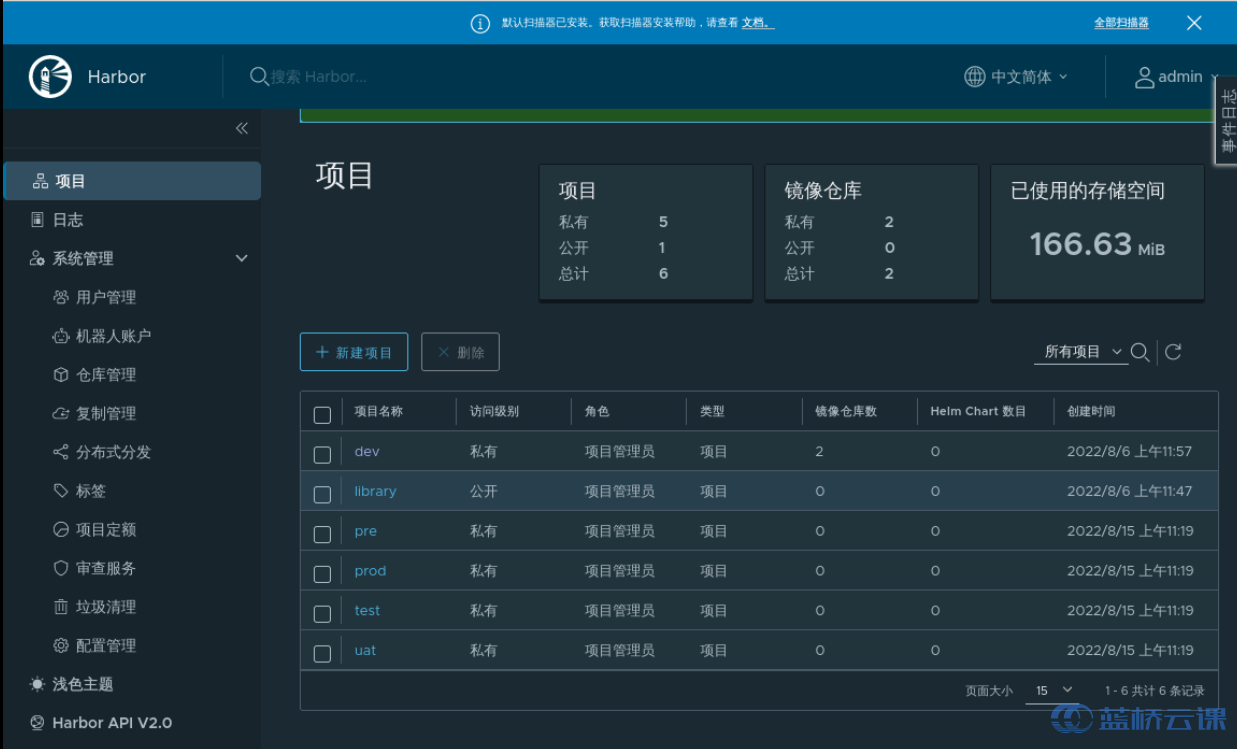 默认扫描器已安装。获取扫描器安装帮助，请查看 文档。 全部扫描器
Harbor 搜索 Harbor... 中文简体 admin
事件日志
项目
日志
系统管理
用户管理
机器人账户
仓库管理
复制管理
分布式分发
标签
项目定额
审查服务
垃圾清理
配置管理
浅色主题
Harbor API V2.0
项目
项目
私有 5
公开 1
总计 6
镜像仓库
私有 2
公开 0
总计 2
已使用的存储空间
166.63 MiB
新建项目 删除 所有项目
项目名称 访问级别 角色 类型 镜像仓库数 Helm Chart 数目 创建时间
dev 私有 项目管理员 项目 2 0 2022/8/6 上午11:57
library 公开 项目管理员 项目 0 0 2022/8/6 上午11:47
pre 私有 项目管理员 项目 0 0 2022/8/15 上午11:19
prod 私有 项目管理员 项目 0 0 2022/8/15 上午11:19
test 私有 项目管理员 项目 0 0 2022/8/15 上午11:19
uat 私有 项目管理员 项目 0 0 2022/8/15 上午11:19
页面大小 15 1 - 6 共计 6 条记录
蓝桥云课